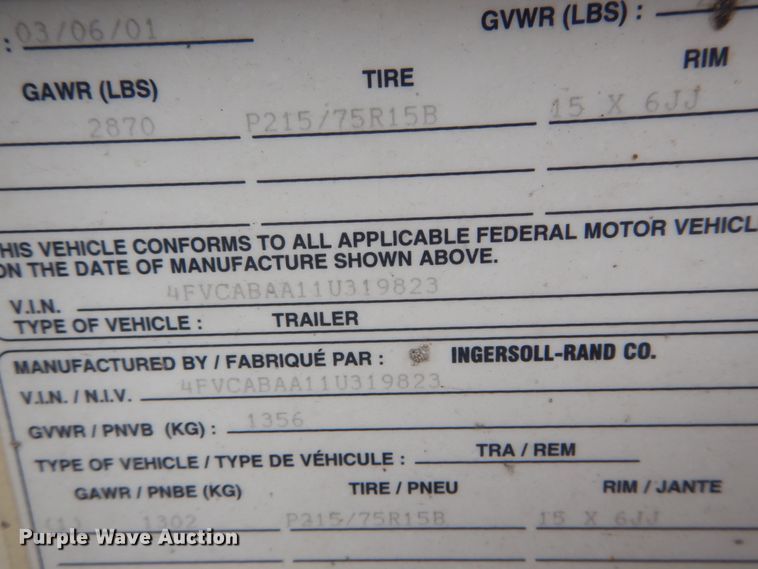 : 03/06/01 GVWR (LBS) :
GAWR (LBS) TIRE RIM
2870 P215/75R15B 15 X 6JJ
THIS VEHICLE CONFORMS TO ALL APPLICABLE FEDERAL MOTOR VEHICL
ON THE DATE OF MANUFACTURE SHOWN ABOVE.
V.I.N. 4FVCABAA11U319823
TYPE OF VEHICLE : TRAILER
MANUFACTURED BY / FABRIQUÉ PAR : INGERSOLL-RAND CO.
V.I.N. / N.I.V. 4FVCABAA11U319823
GVWR / PNVB (KG) : 1356
TYPE OF VEHICLE / TYPE DE VÉHICULE : TRA / REM
GAWR / PNBE (KG) TIRE / PNEU RIM / JANTE
(1) 1302 P215/75R15B 15 X 6JJ
Purple Wave Auction